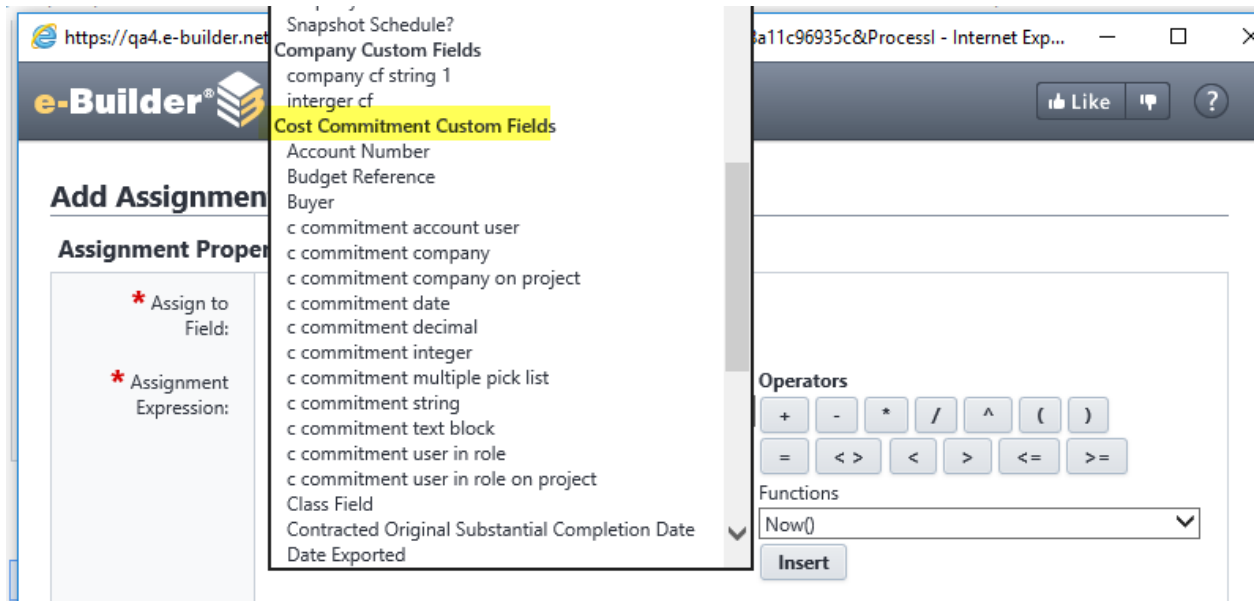 Snapshot Schedule?
https://qa4.e-builder.net
3a11c96935c&ProcessI - Internet Exp...
Company Custom Fields
company cf string 1
interger cf
e-Builder®
Like
?
Cost Commitment Custom Fields
Account Number
Budget Reference
Buyer
Add Assignmen
c commitment account user
Assignment Proper
c commitment company
c commitment company on project
* Assign to
Field:
c commitment date
c commitment decimal
c commitment integer
* Assignment
Expression:
c commitment multiple pick list
c commitment string
c commitment text block
c commitment user in role
c commitment user in role on project
Class Field
Contracted Original Substantial Completion Date
Date Exported
Operators
+ - * / ^ ( )
= < > < > <= >=
Functions
Now()
Insert